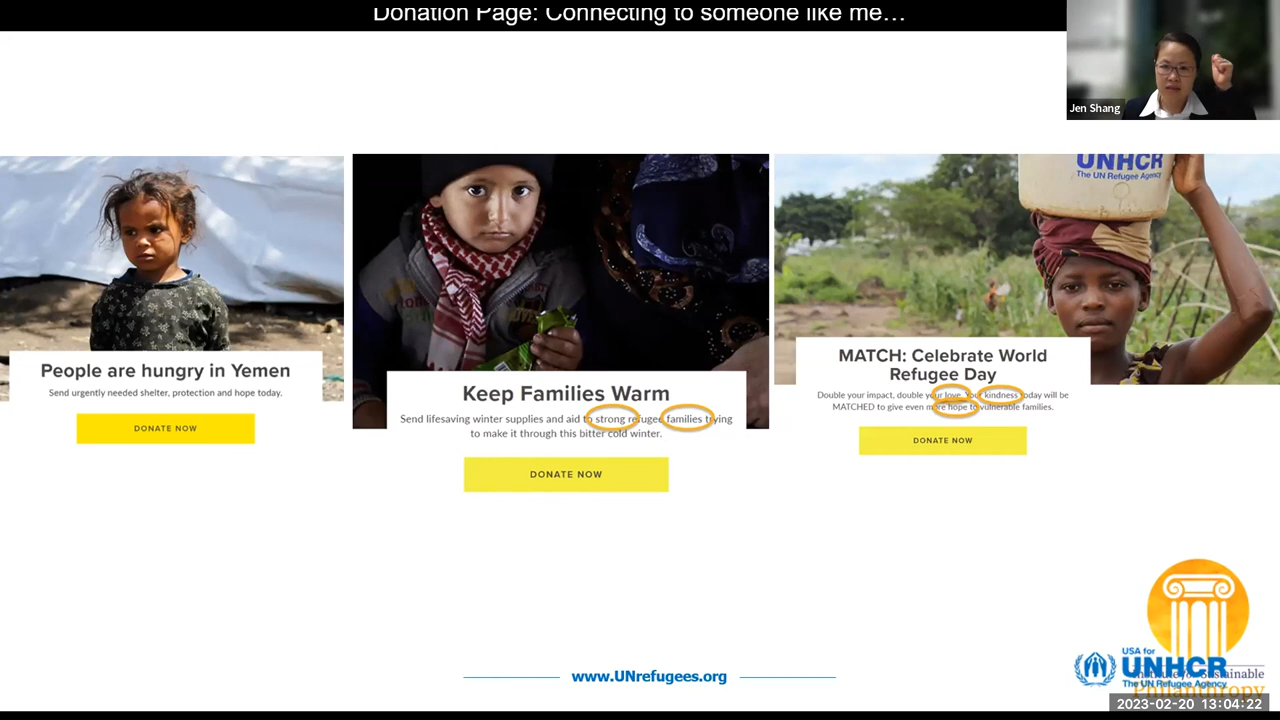 Donation Page: Connecting to someone like me…
Jen Shang
People are hungry in Yemen
Send urgently needed shelter, protection and hope today.
DONATE NOW
Keep Families Warm
Send lifesaving winter supplies and aid to strong refugee families trying
to make it through this bitter cold winter.
DONATE NOW
UNHCR
The UN Refugee Agency
MATCH: Celebrate World
Refugee Day
Double your impact, double your love. Your kindness today will be
MATCHED to give even more hope to vulnerable families.
DONATE NOW
www.UNrefugees.org
USA for
UNHCR
The UN Refugee Agency
Institute for Sustainable
Philanthropy
2023-02-20 13:04:22